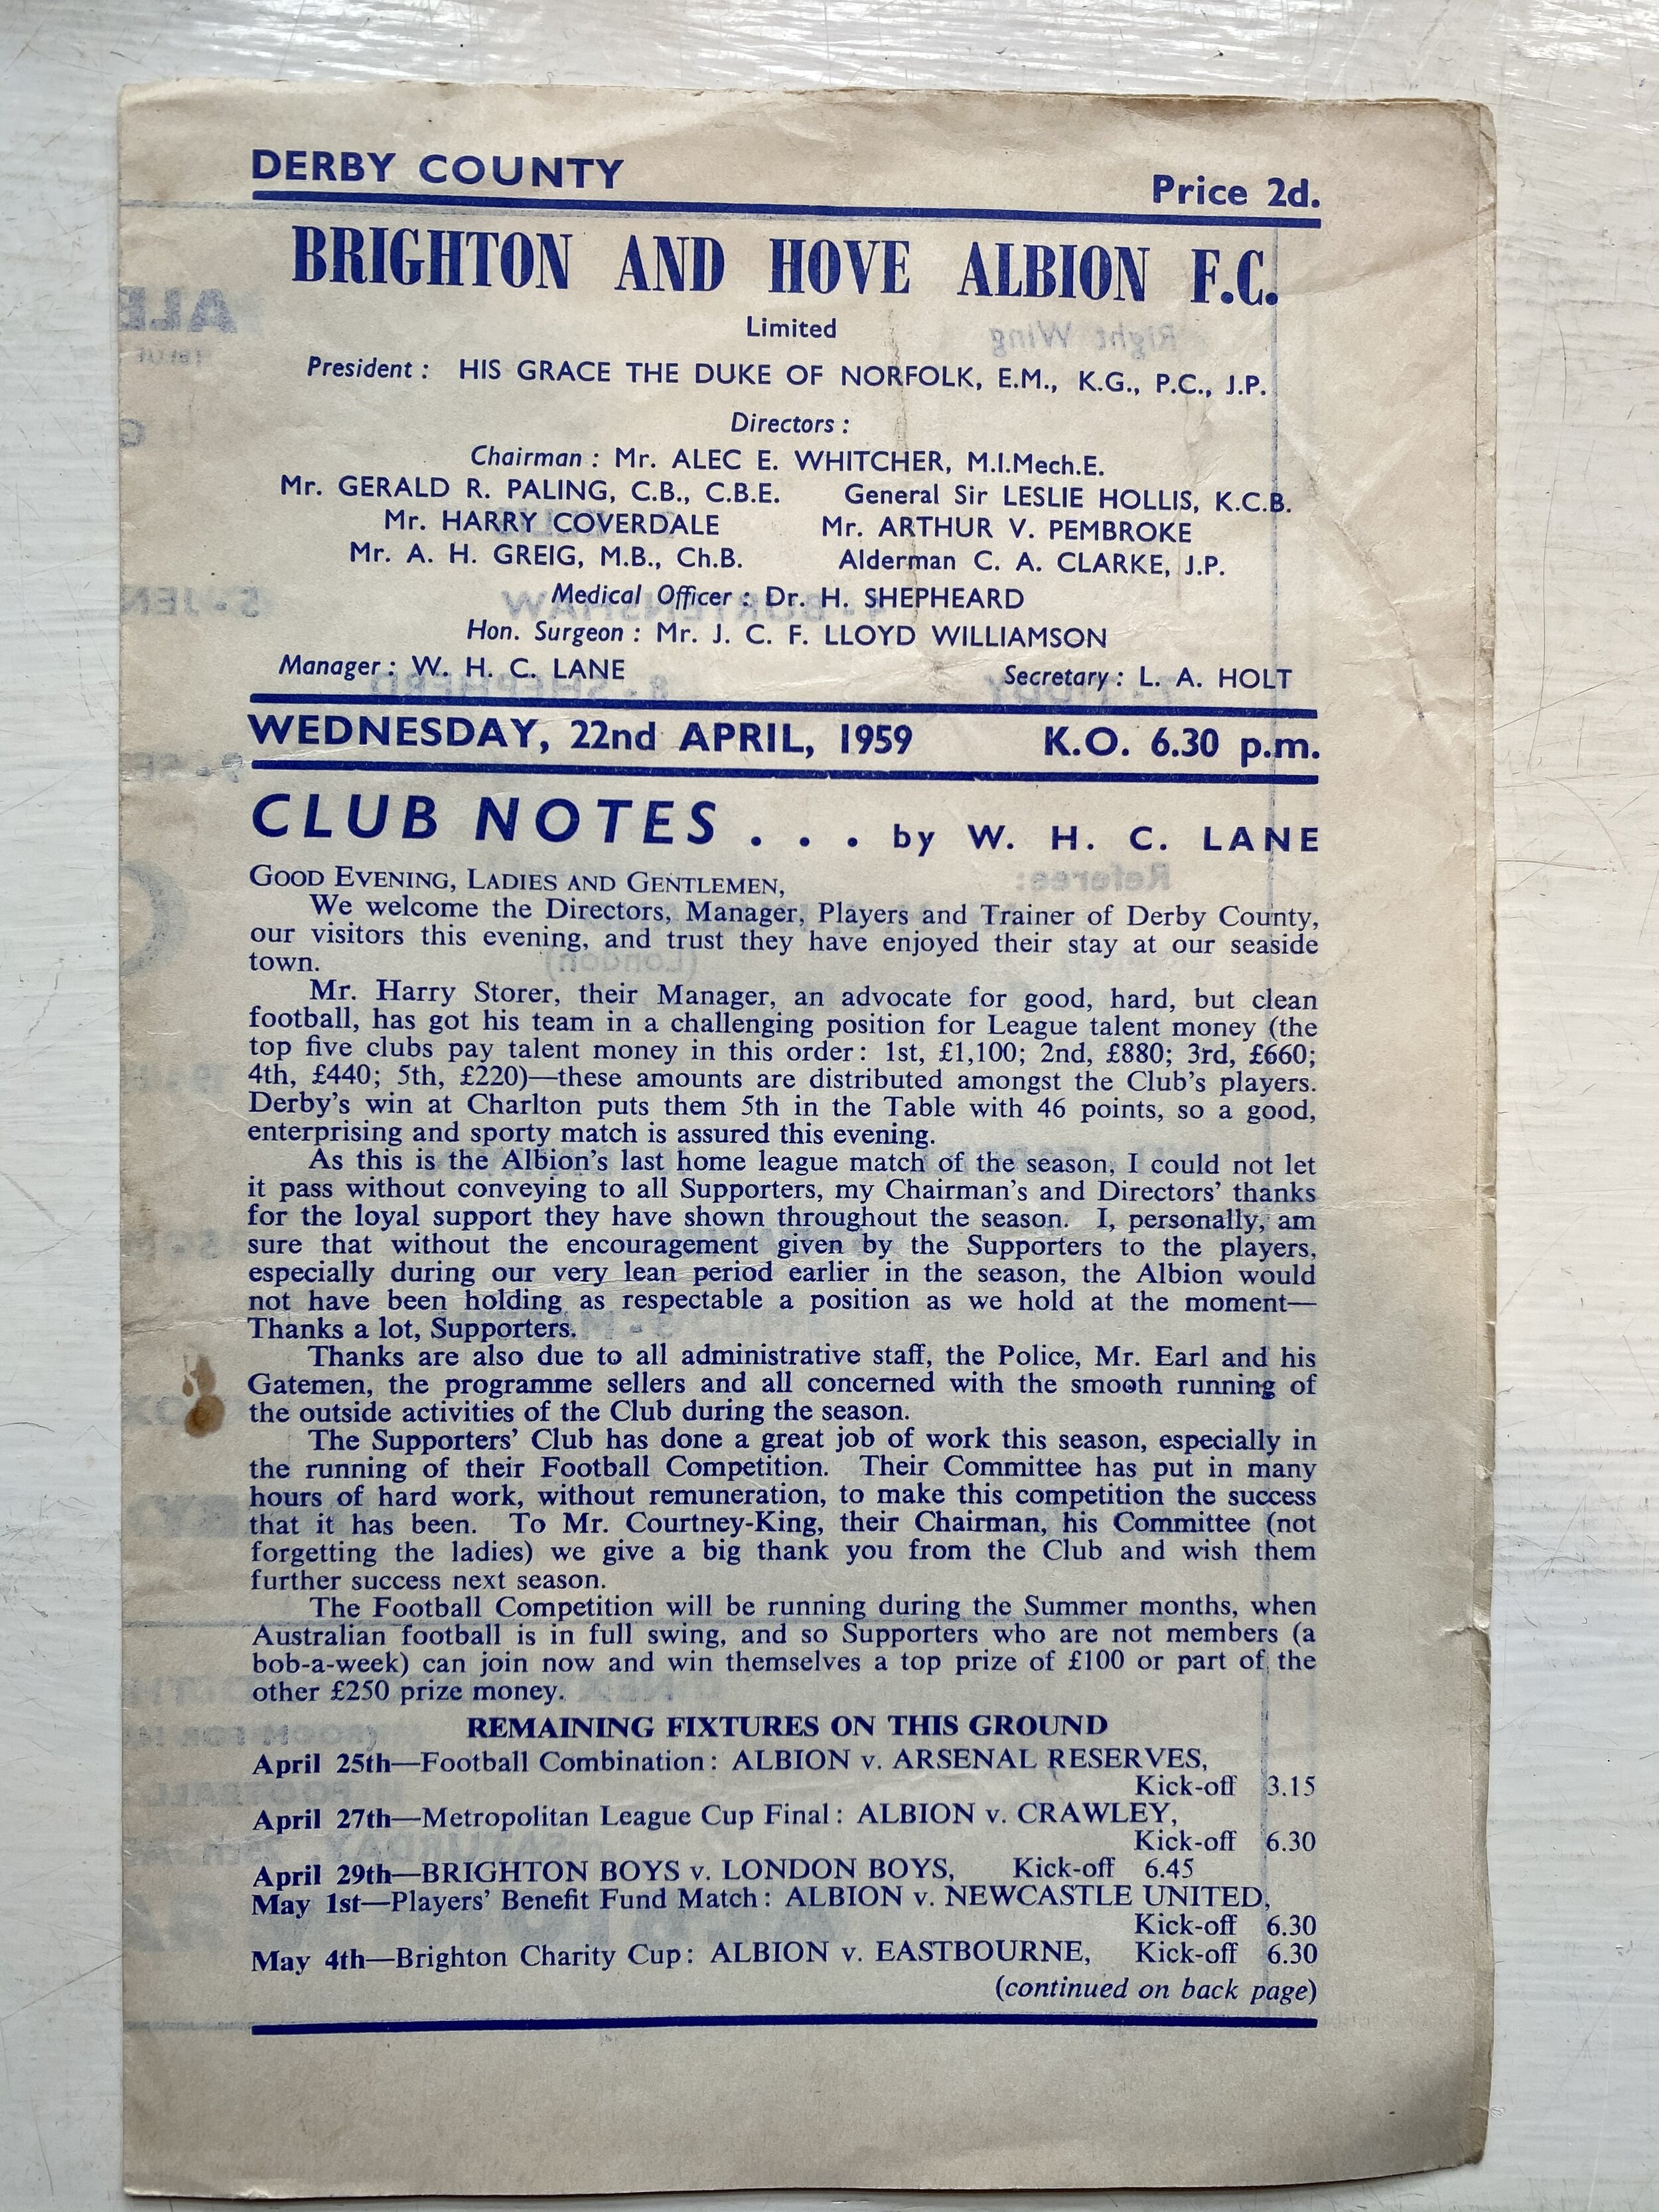 DERBY COUNTY
Price 2d.
BRIGHTON AND HOVE ALBION F.C.
Limited
President : HIS GRACE THE DUKE OF NORFOLK, E.M., K.G., P.C., J.P.
Directors :
Chairman : Mr. ALEC E. WHITCHER, M.I.Mech.E.
Mr. GERALD R. PALING, C.B., C.B.E. General Sir LESLIE HOLLIS, K.C.B.
Mr. HARRY COVERDALE Mr. ARTHUR V. PEMBROKE
Mr. A. H. GREIG, M.B., Ch.B. Alderman C. A. CLARKE, J.P.
Medical Officer : Dr. H. SHEPHEARD
Hon. Surgeon : Mr. J. C. F. LLOYD WILLIAMSON
Manager : W. H. C. LANE Secretary : L. A. HOLT
WEDNESDAY, 22nd APRIL, 1959 K.O. 6.30 p.m.
CLUB NOTES . . . by W. H. C. LANE
GOOD EVENING, LADIES AND GENTLEMEN,
We welcome the Directors, Manager, Players and Trainer of Derby County,
our visitors this evening, and trust they have enjoyed their stay at our seaside
town.
Mr. Harry Storer, their Manager, an advocate for good, hard, but clean
football, has got his team in a challenging position for League talent money (the
top five clubs pay talent money in this order: 1st, £1,100; 2nd, £880; 3rd, £660;
4th, £440; 5th, £220)—these amounts are distributed amongst the Club's players.
Derby's win at Charlton puts them 5th in the Table with 46 points, so a good,
enterprising and sporty match is assured this evening.
As this is the Albion's last home league match of the season, I could not let
it pass without conveying to all Supporters, my Chairman's and Directors' thanks
for the loyal support they have shown throughout the season. I, personally, am
sure that without the encouragement given by the Supporters to the players,
especially during our very lean period earlier in the season, the Albion would
not have been holding as respectable a position as we hold at the moment—
Thanks a lot, Supporters.
Thanks are also due to all administrative staff, the Police, Mr. Earl and his
Gatemen, the programme sellers and all concerned with the smooth running of
the outside activities of the Club during the season.
The Supporters' Club has done a great job of work this season, especially in
the running of their Football Competition. Their Committee has put in many
hours of hard work, without remuneration, to make this competition the success
that it has been. To Mr. Courtney-King, their Chairman, his Committee (not
forgetting the ladies) we give a big thank you from the Club and wish them
further success next season.
The Football Competition will be running during the Summer months, when
Australian football is in full swing, and so Supporters who are not members (a
bob-a-week) can join now and win themselves a top prize of £100 or part of the
other £250 prize money.
REMAINING FIXTURES ON THIS GROUND
April 25th—Football Combination: ALBION v. ARSENAL RESERVES,
Kick-off 3.15
April 27th—Metropolitan League Cup Final: ALBION v. CRAWLEY,
Kick-off 6.30
April 29th—BRIGHTON BOYS v. LONDON BOYS, Kick-off 6.45
May 1st—Players' Benefit Fund Match: ALBION v. NEWCASTLE UNITED,
Kick-off 6.30
May 4th—Brighton Charity Cup: ALBION v. EASTBOURNE, Kick-off 6.30
(continued on back page)